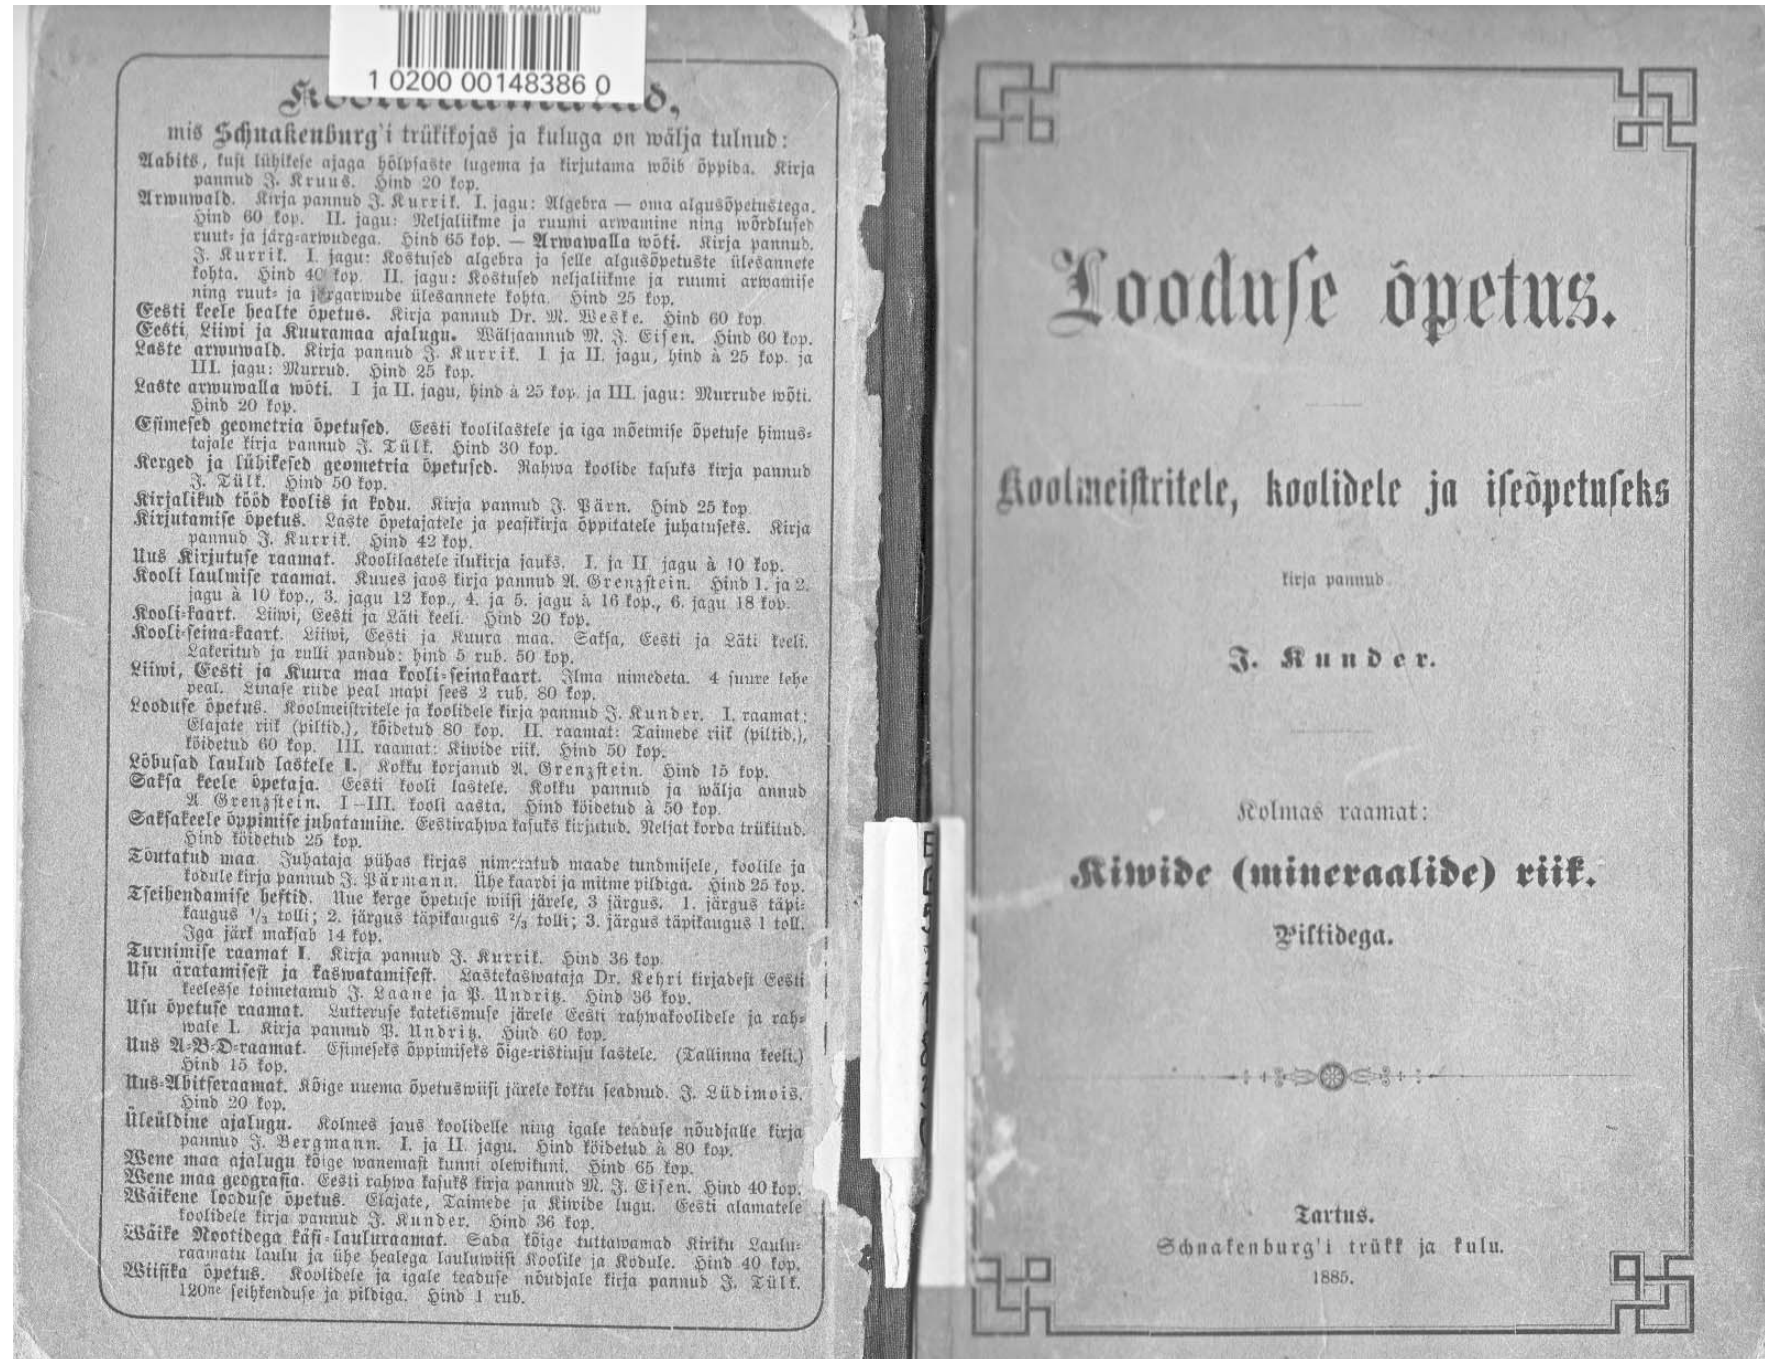 EESTI AKADEEMILINE RAAMATUKOGU
1 0200 00148386 0
Kooliraamatud,
mis Schnakenburg'i trükikojas ja kuluga on wälja tulnud:
Aabits, kust lühikese ajaga hõlpsaste lugema ja kirjutama wõib õppida. Kirja
pannud J. Kruus. Hind 20 kop.
Arwuwald. Kirja pannud J. Kurrik. I. jagu: Algebra — oma algusõpetustega.
Hind 60 kop. II. jagu: Neljaliikme ja ruumi arwamine ning wõrdlused
ruut- ja järg-arwudega. Hind 65 kop. — Arwawalla wõti. Kirja pannud.
J. Kurrik. I. jagu: Kostused algebra ja selle algusõpetuste ülesannete
kohta. Hind 40 kop. II. jagu: Kostused neljaliikme ja ruumi arwamise
ning ruut- ja järgarwude ülesannete kohta. Hind 25 kop.
Eesti keele healte õpetus. Kirja pannud Dr. M. Weske. Hind 60 kop.
Eesti, Liiwi ja Kuuramaa ajalugu. Wäljaannud M. J. Eisen. Hind 60 kop.
Laste arwuwald. Kirja pannud J. Kurrik. I ja II. jagu, hind à 25 kop. ja
III. jagu: Murrud. Hind 25 kop.
Laste arwuwalla wõti. I ja II. jagu, hind à 25 kop. ja III. jagu: Murrude wõti.
Hind 20 kop.
Esimesed geometria õpetused. Eesti koolilastele ja iga mõetmise õpetuse himus-
tajale kirja pannud J. Tülk. Hind 30 kop.
Kerged ja lühikesed geometria õpetused. Rahwa koolide kasuks kirja pannud
J. Tülk. Hind 50 kop.
Kirjalikud tööd koolis ja kodu. Kirja pannud J. Pärn. Hind 25 kop
Kirjutamise õpetus. Laste õpetajatele ja peastkirja õppitatele juhatuseks. Kirja
pannud J. Kurrik. Hind 42 kop.
Uus Kirjutuse raamat. Koolilastele ilukirja jauks. I. ja II jagu à 10 kop.
Kooli laulmise raamat. Kuues jaos kirja pannud A. Grenzstein. Hind 1. ja 2.
jagu à 10 kop., 3. jagu 12 kop., 4. ja 5. jagu à 16 kop., 6. jagu 18 kop.
Kooli-kaart. Liiwi, Eesti ja Läti keeli. Hind 20 kop.
Kooli-seina-kaart. Liiwi, Eesti ja Kuura maa. Saksa, Eesti ja Läti keeli.
Lakeritud ja rulli pandud: hind 5 rub. 50 kop.
Liiwi, Eesti ja Kuura maa kooli-seinakaart. Ilma nimedeta. 4 suure lehe
peal. Linase riide peal mapi sees 2 rub. 80 kop.
Looduse õpetus. Koolmeistritele ja koolidele kirja pannud J. Kunder. I. raamat:
Elajate riik (piltid.), köidetud 80 kop. II. raamat: Taimede riik (piltid.),
köidetud 60 kop. III. raamat: Kiwide riik. Hind 50 kop.
Lõbusad laulud lastele I. Kokku korjanud A. Grenzstein. Hind 15 kop.
Saksa keele õpetaja. Eesti kooli lastele. Kokku pannud ja wälja annud
A Grenzstein. I–III. kooli aasta. Hind köidetud à 50 kop.
Saksakeele õppimise juhatamine. Eestirahwa kasuks kirjutud. Neljat korda trükitud.
Hind köidetud 25 kop.
Tõutatud maa. Juhataja pühas kirjas nimetatud maade tundmisele, koolile ja
kodule kirja pannud J. Pärmann. Ühe kaardi ja mitme pildiga. Hind 25 kop.
Tseihendamise heftid. Uue kerge õpetuse wiisi järele, 3 järgus. 1. järgus täpi-
kaugus 1/3 tolli; 2. järgus täpikaugus 2/3 tolli; 3. järgus täpikaugus 1 toll.
Iga järk maksab 14 kop.
Turnimise raamat I. Kirja pannud J. Kurrik. Hind 36 kop.
Usu äratamisest ja kaswatamisest. Lastekaswataja Dr. Kehri kirjadest Eesti
keelesse toimetanud J. Laane ja P. Undritz. Hind 36 kop.
Usu õpetuse raamat. Lutteruse katekismuse järele Eesti rahwakoolidele ja rah-
wale I. Kirja pannud P. Undritz. Hind 60 kop.
Uus A-B-D-raamat. Esimeseks õppimiseks õige-ristiusu lastele. (Tallinna keeli.)
Hind 15 kop.
Uus-Abitseraamat. Kõige uuema õpetuswiisi järele kokku seadnud. J. Lüdimois.
Hind 20 kop.
Üleüldine ajalugu. Kolmes jaus koolidelle ning igale teaduse nõudjalle kirja
pannud J. Bergmann. I. ja II. jagu. Hind köidetud à 80 kop.
Wene maa ajalugu kõige wanemast kunni olewikuni. Hind 65 kop.
Wene maa geografia. Eesti rahwa kasuks kirja pannud M. J. Eisen. Hind 40 kop.
Wäikene looduse õpetus. Elajate, Taimede ja Kiwide lugu. Eesti alamatele
koolidele kirja pannud J. Kunder. Hind 36 kop.
Wäike Nootidega käsi-lauluraamat. Sada kõige tuttawamad Kiriku Laulu-
raamatu laulu ja ühe healega lauluwiisi Koolile ja Kodule. Hind 40 kop.
Wiisika õpetus. Koolidele ja igale teaduse nõudjale kirja pannud J. Tülk.
120ne seihkenduse ja pildiga. Hind 1 rub.
Looduse õpetus.
Koolmeistritele, koolidele ja iseõpetuseks
kirja pannud
J. Kunder.
Kolmas raamat:
Kiwide (mineraalide) riik.
Piltidega.
Tartus.
Schnakenburg'i trükk ja kulu.
1885.